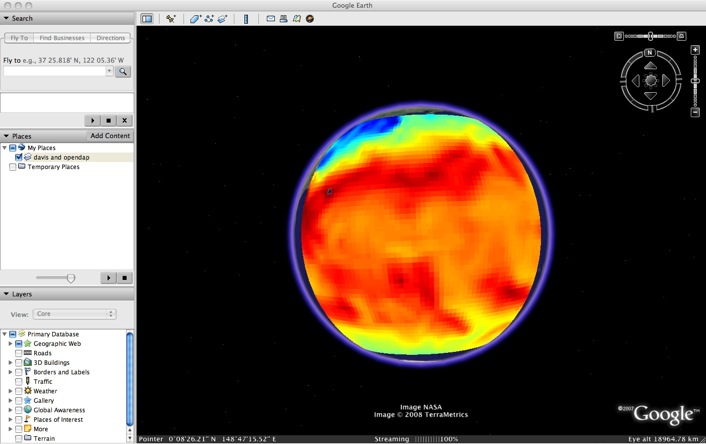 Google Earth
Search
Fly To
Find Businesses
Directions
Fly to e.g., 37 25.818' N, 122 05.36' W
Places
Add Content
My Places
davis and opendap
Temporary Places
Layers
View:
Core
Primary Database
Geographic Web
Roads
3D Buildings
Borders and Labels
Traffic
Weather
Gallery
Global Awareness
Places of Interest
More
Terrain
N
Image NASA
Image © 2008 TerraMetrics
©2007 Google™
Pointer 0°08'26.21" N 148°47'15.52" E
Streaming ||||||||| 100%
Eye alt 18964.78 km